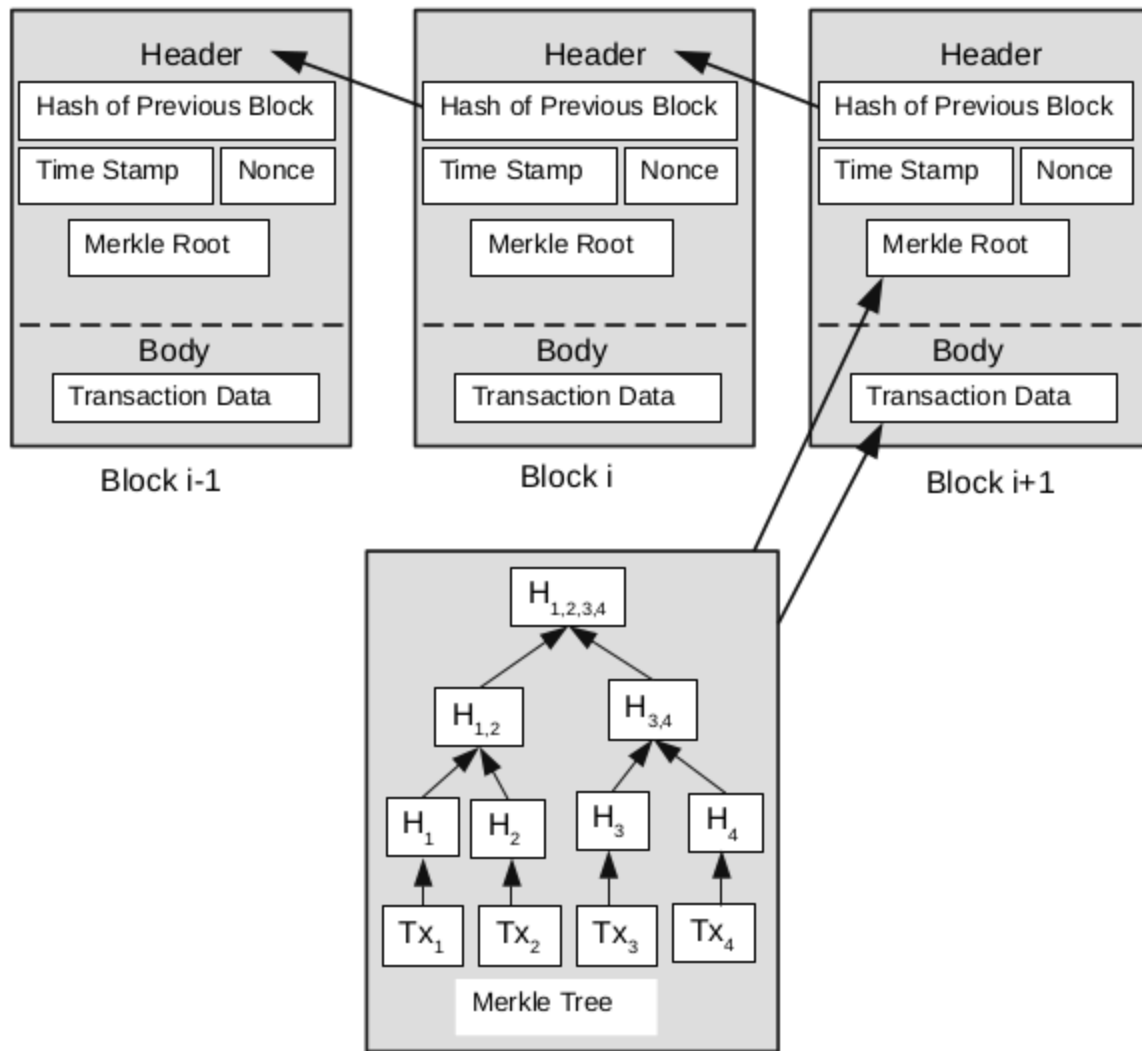 Header
Hash of Previous Block
Time Stamp
Nonce
Merkle Root
Body
Transaction Data
Block i-1
Header
Hash of Previous Block
Time Stamp
Nonce
Merkle Root
Body
Transaction Data
Block i
Header
Hash of Previous Block
Time Stamp
Nonce
Merkle Root
Body
Transaction Data
Block i+1
H1,2,3,4
H1,2
H3,4
H1
H2
H3
H4
Tx1
Tx2
Tx3
Tx4
Merkle Tree